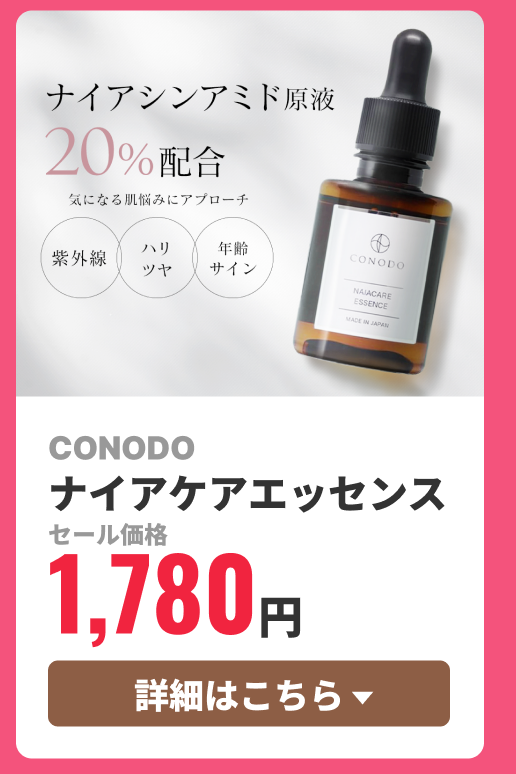 ナイアシンアミド原液
20%配合
気になる肌悩みにアプローチ
紫外線
ハリ
ツヤ
年齢
サイン
CONODO
NAIACARE
ESSENCE
MADE IN JAPAN
CONODO
ナイアケアエッセンス
セール価格
1,780円
詳細はこちら